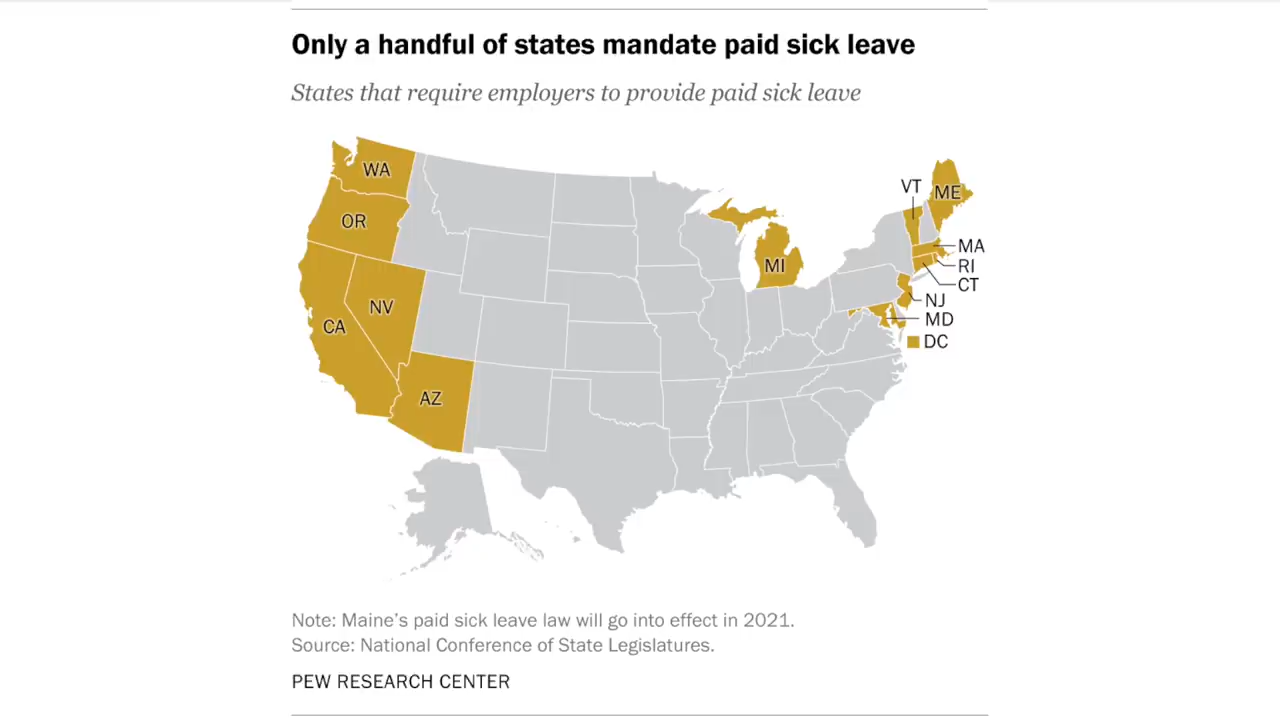 Only a handful of states mandate paid sick leave
States that require employers to provide paid sick leave
WA
OR
CA
NV
AZ
MI
VT
ME
MA
RI
CT
NJ
MD
DC
Note: Maine's paid sick leave law will go into effect in 2021.
Source: National Conference of State Legislatures.
PEW RESEARCH CENTER